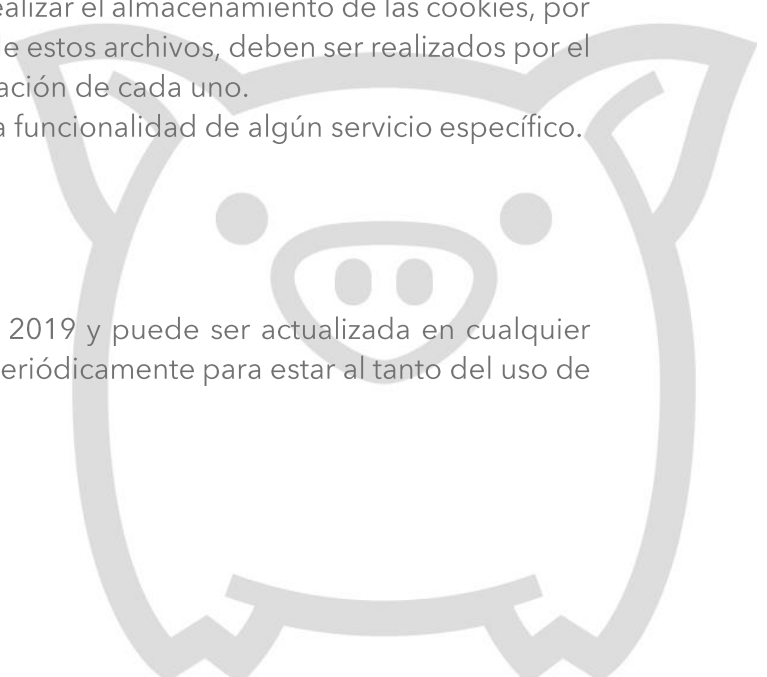 ealizar el almacenamiento de las cookies, por
e estos archivos, deben ser realizados por el
ación de cada uno.
a funcionalidad de algún servicio específico.
2019 y puede ser actualizada en cualquier
eriódicamente para estar al tanto del uso de